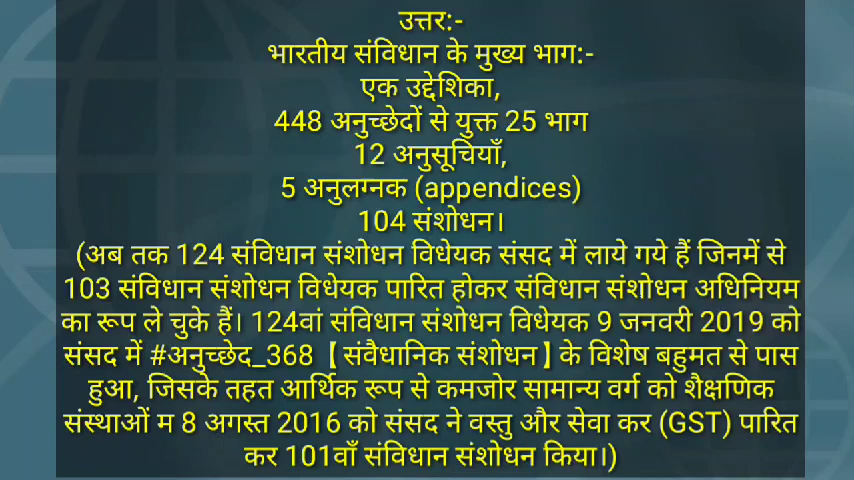 उत्तर:-
भारतीय संविधान के मुख्य भाग:-
एक उद्देशिका,
448 अनुच्छेदों से युक्त 25 भाग
12 अनुसूचियाँ,
5 अनुलग्नक (appendices)
104 संशोधन।
(अब तक 124 संविधान संशोधन विधेयक संसद में लाये गये हैं जिनमें से
103 संविधान संशोधन विधेयक पारित होकर संविधान संशोधन अधिनियम
का रूप ले चुके हैं। 124वां संविधान संशोधन विधेयक 9 जनवरी 2019 को
संसद में #अनुच्छेद_368【संवैधानिक संशोधन】के विशेष बहुमत से पास
हुआ, जिसके तहत आर्थिक रूप से कमजोर सामान्य वर्ग को शैक्षणिक
संस्थाओं म 8 अगस्त 2016 को संसद ने वस्तु और सेवा कर (GST) पारित
कर 101वाँ संविधान संशोधन किया।)